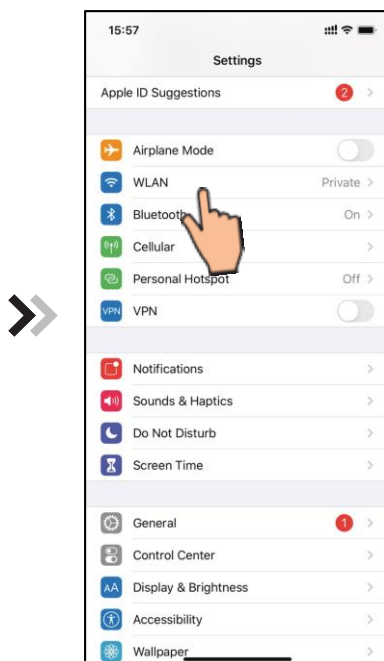 15:57
Settings
Apple ID Suggestions 2
Airplane Mode
WLAN Private
Bluetooth On
Cellular
Personal Hotspot Off
VPN VPN
Notifications
Sounds & Haptics
Do Not Disturb
Screen Time
General 1
Control Center
AA Display & Brightness
Accessibility
Wallpaper